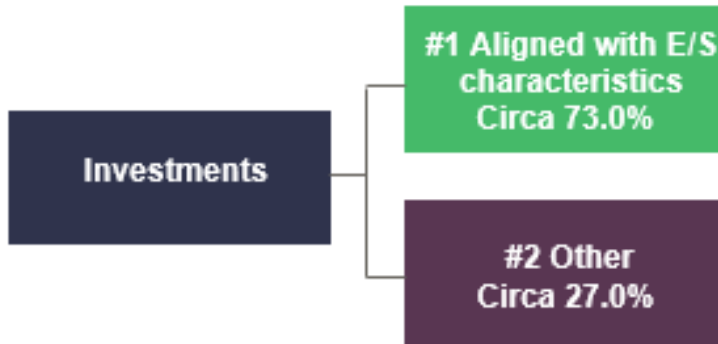 Investments
#1 Aligned with E/S
characteristics
Circa 73.0%
#2 Other
Circa 27.0%